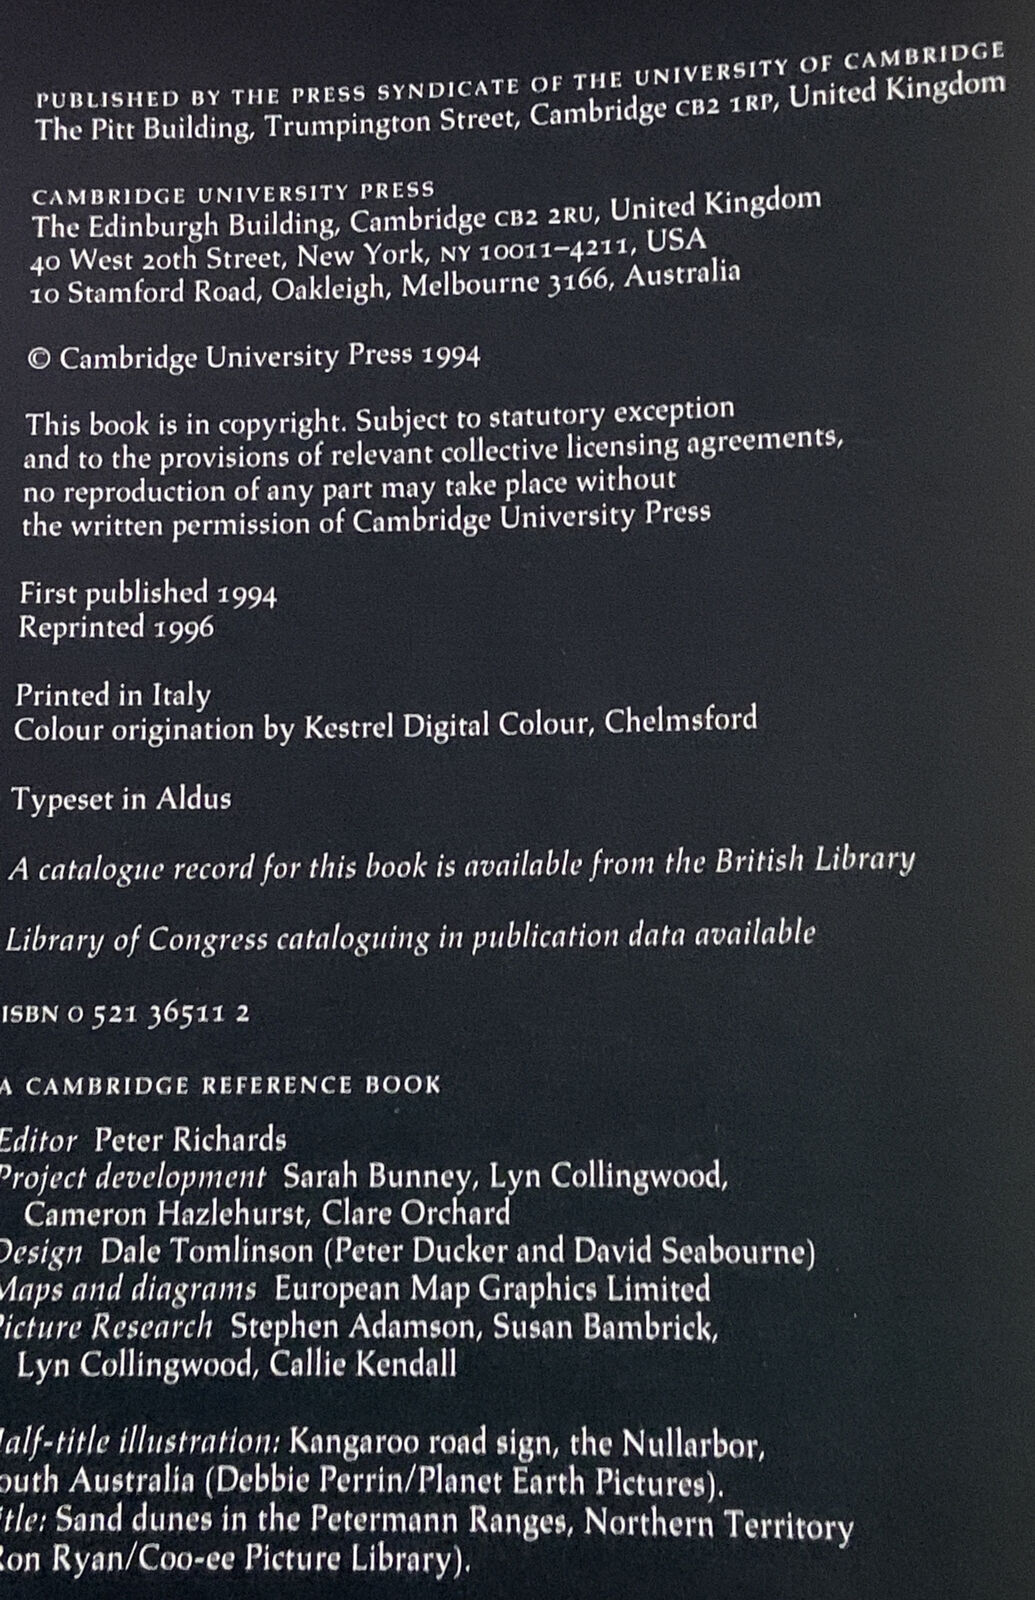 PUBLISHED BY THE PRESS SYNDICATE OF THE UNIVERSITY OF CAMBRIDGE
The Pitt Building, Trumpington Street, Cambridge CB2 1RP, United Kingdom
CAMBRIDGE UNIVERSITY PRESS
The Edinburgh Building, Cambridge CB2 2RU, United Kingdom
40 West 20th Street, New York, NY 10011–4211, USA
10 Stamford Road, Oakleigh, Melbourne 3166, Australia
© Cambridge University Press 1994
This book is in copyright. Subject to statutory exception
and to the provisions of relevant collective licensing agreements,
no reproduction of any part may take place without
the written permission of Cambridge University Press
First published 1994
Reprinted 1996
Printed in Italy
Colour origination by Kestrel Digital Colour, Chelmsford
Typeset in Aldus
A catalogue record for this book is available from the British Library
Library of Congress cataloguing in publication data available
ISBN 0 521 36511 2
A CAMBRIDGE REFERENCE BOOK
Editor Peter Richards
Project development Sarah Bunney, Lyn Collingwood,
Cameron Hazlehurst, Clare Orchard
Design Dale Tomlinson (Peter Ducker and David Seabourne)
Maps and diagrams European Map Graphics Limited
Picture Research Stephen Adamson, Susan Bambrick,
Lyn Collingwood, Callie Kendall
alf-title illustration: Kangaroo road sign, the Nullarbor,
outh Australia (Debbie Perrin/Planet Earth Pictures).
itle: Sand dunes in the Petermann Ranges, Northern Territory
on Ryan/Coo-ee Picture Library).